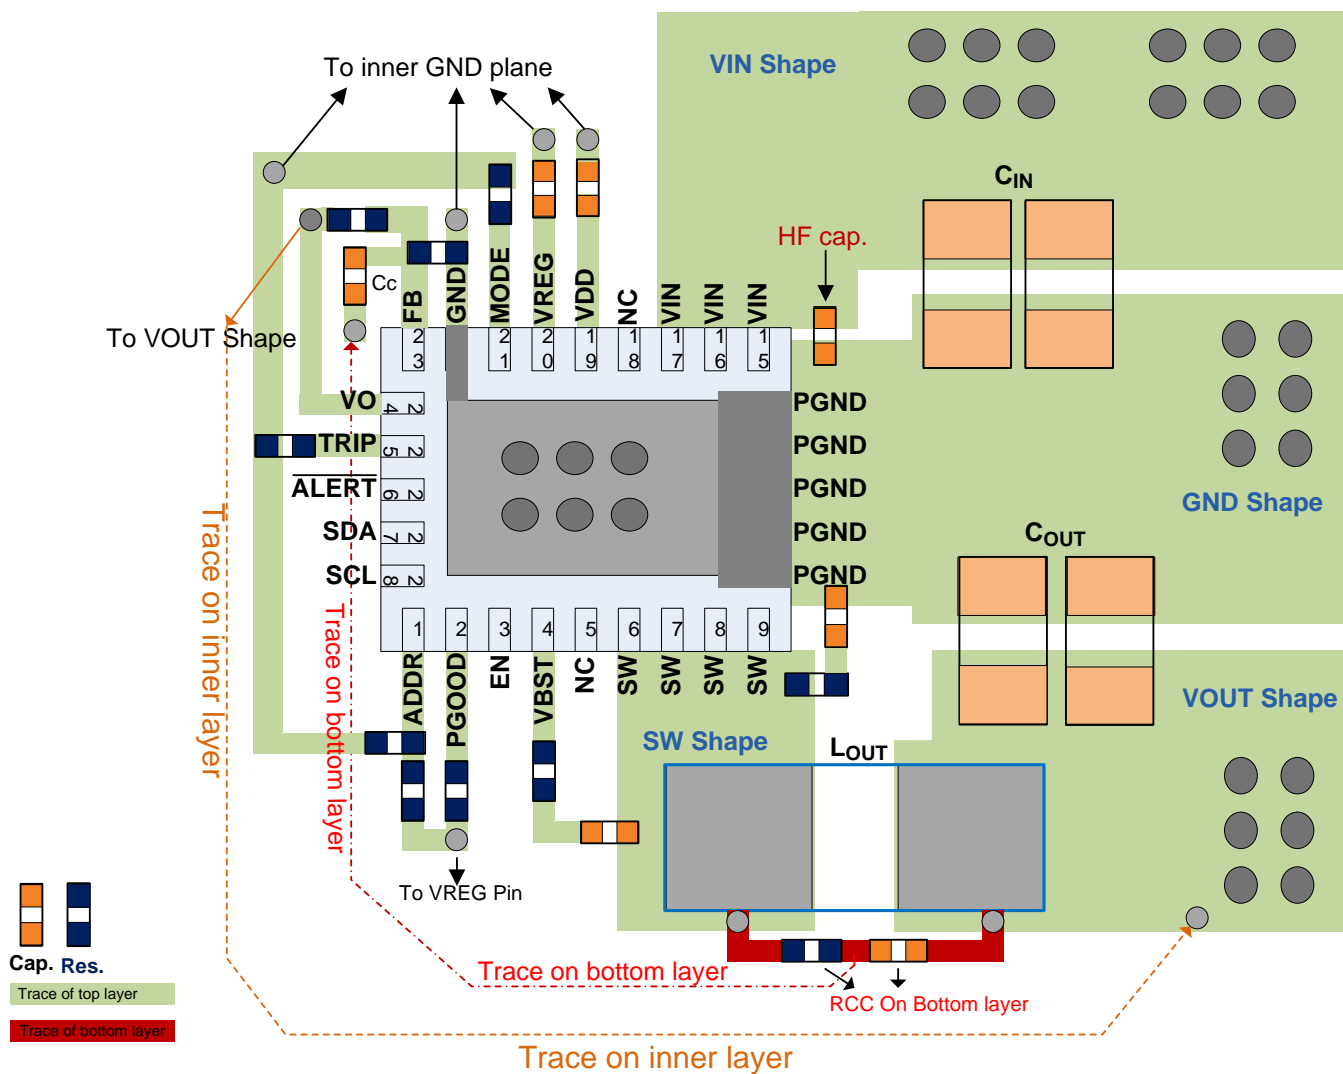 To inner GND plane
VIN Shape
C_IN
HF cap.
Cc
FB
GND
MODE
VREG
VDD
NC
VIN
VIN
VIN
To VOUT Shape
23
21
20
19
18
17
16
15
VO
24
PGND
TRIP
25
PGND
ALERT
26
PGND
SDA
27
PGND
SCL
28
PGND
GND Shape
C_OUT
1
2
3
4
5
6
7
8
9
ADDR
PGOOD
EN
VBST
NC
SW
SW
SW
SW
Trace on inner layer
Trace on bottom layer
SW Shape
L_OUT
VOUT Shape
To VREG Pin
Cap.
Res.
Trace on bottom layer
Trace of top layer
RCC On Bottom layer
Trace of bottom layer
Trace on inner layer